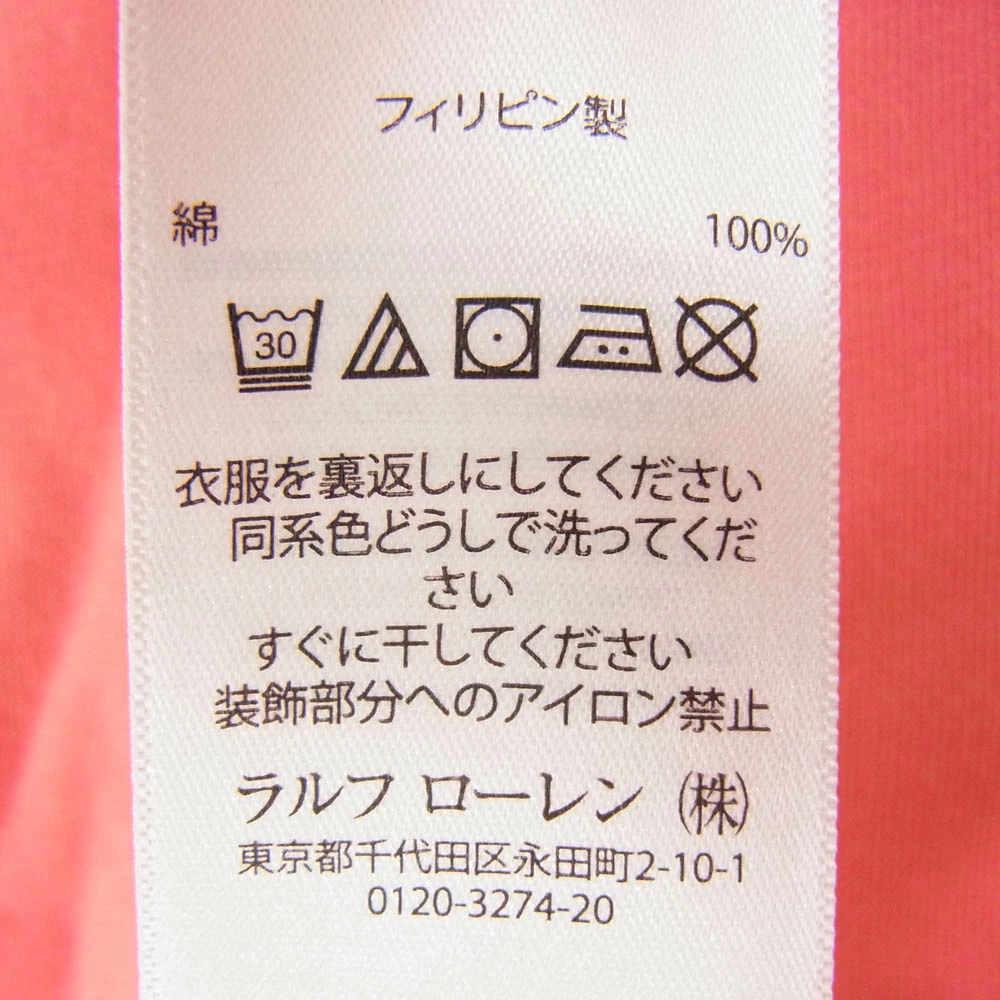 フィリピン製
綿 100%
30
衣服を裏返しにしてください
同系色どうしで洗ってくだ
さい
すぐに干してください
装飾部分へのアイロン禁止
ラルフ ローレン (株)
東京都千代田区永田町2-10-1
0120-3274-20